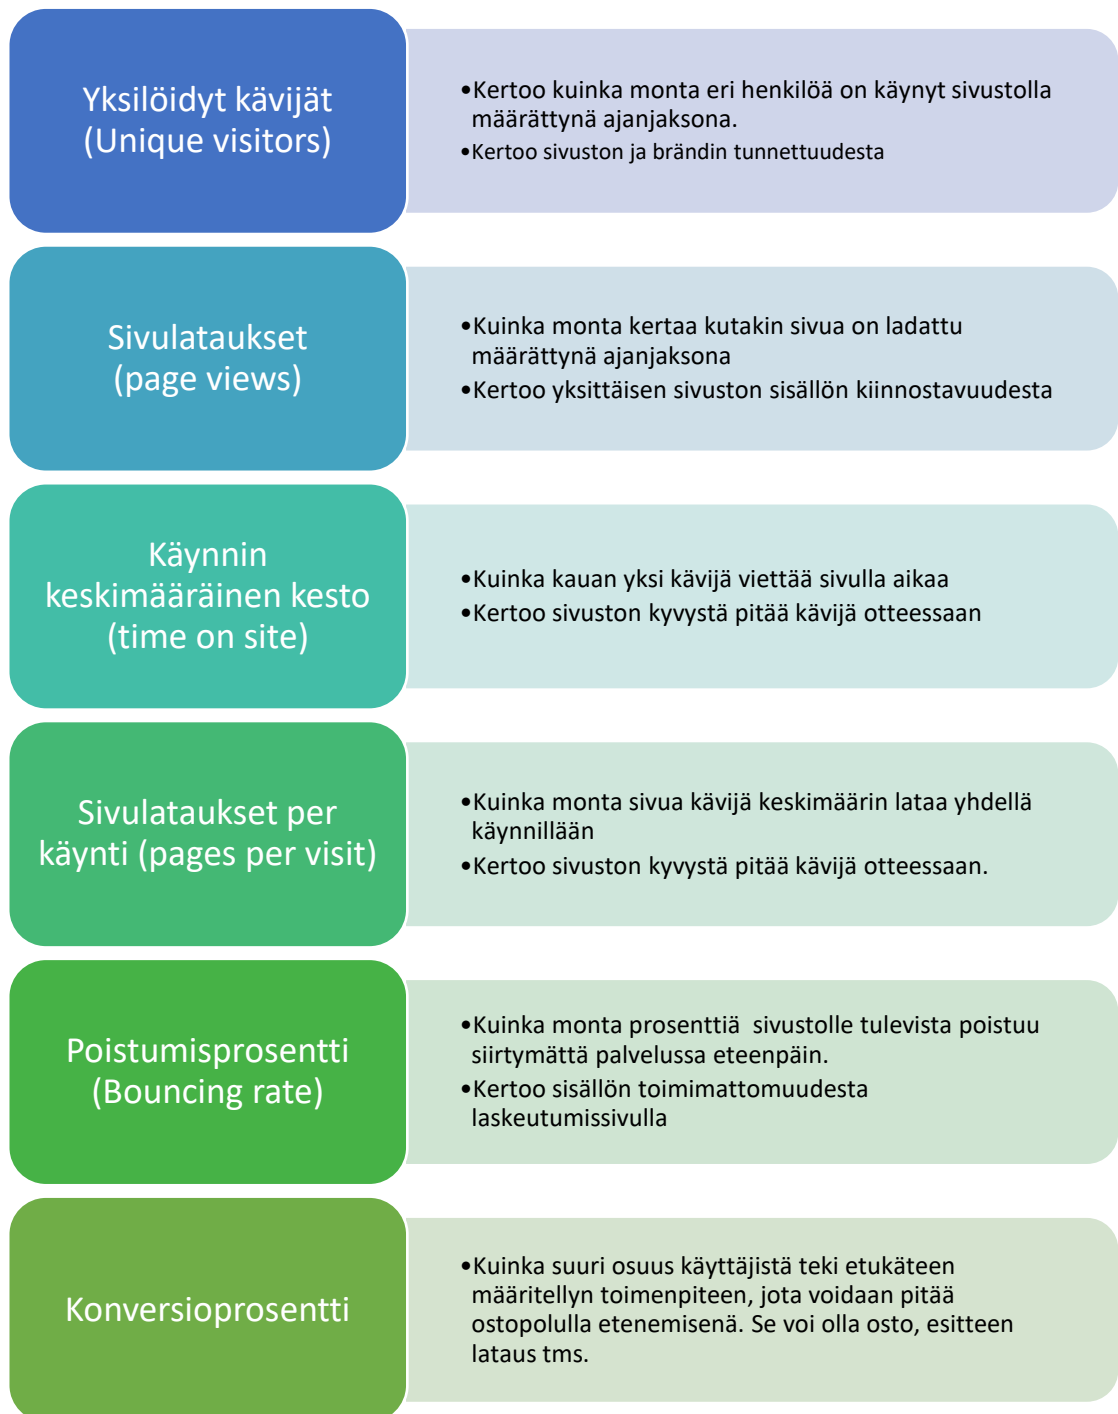 Yksilöidyt kävijät
(Unique visitors)
•Kertoo kuinka monta eri henkilöä on käynyt sivustolla
määrättynä ajanjaksona.
•Kertoo sivuston ja brändin tunnettuudesta
Sivulataukset
(page views)
•Kuinka monta kertaa kutakin sivua on ladattu
määrättynä ajanjaksona
•Kertoo yksittäisen sivuston sisällön kiinnostavuudesta
Käynnin
keskimääräinen kesto
(time on site)
•Kuinka kauan yksi kävijä viettää sivulla aikaa
•Kertoo sivuston kyvystä pitää kävijä otteessaan
Sivulataukset per
käynti (pages per visit)
•Kuinka monta sivua kävijä keskimäärin lataa yhdellä
käynnillään
•Kertoo sivuston kyvystä pitää kävijä otteessaan.
Poistumisprosentti
(Bouncing rate)
•Kuinka monta prosenttiä  sivustolle tulevista poistuu
siirtymättä palvelussa eteenpäin.
•Kertoo sisällön toimimattomuudesta
laskeutumissivulla
Konversioprosentti
•Kuinka suuri osuus käyttäjistä teki etukäteen
määritellyn toimenpiteen, jota voidaan pitää
ostopolulla etenemisenä. Se voi olla osto, esitteen
lataus tms.